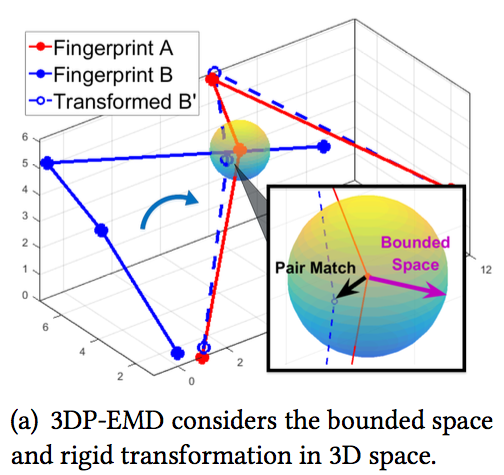 Fingerprint A
Fingerprint B
Transformed B'
6
5
4
3
2
1
0
6
4
2
0
2
12
Bounded
Space
Pair Match
(a) 3DP-EMD considers the bounded space
and rigid transformation in 3D space.